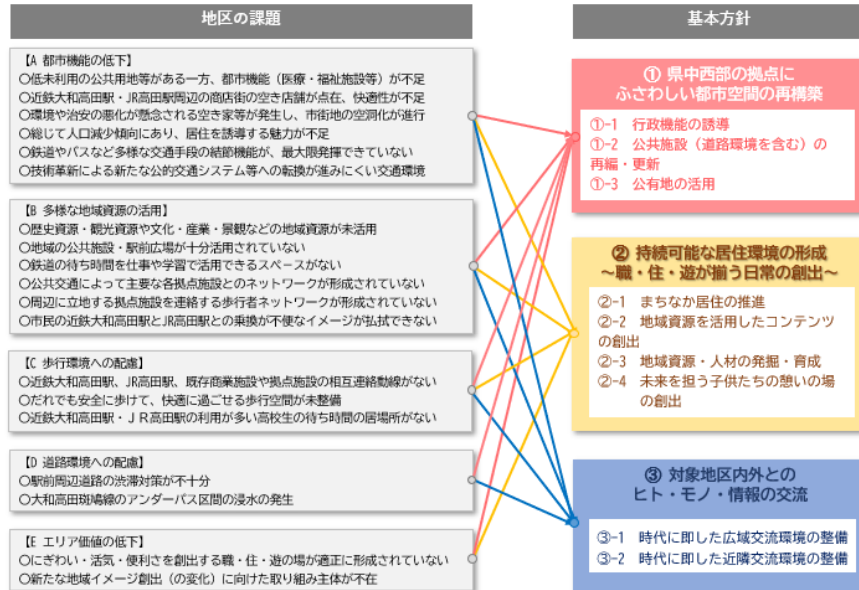 地区の課題
【A 都市機能の低下】
○低未利用の公共用地等がある一方、都市機能（医療・福祉施設等）が不足
○近鉄大和高田駅・JR高田駅周辺の商店街の空き店舗が点在、快適性が不足
○環境や治安の悪化が懸念される空き家等が発生し、市街地の空洞化が進行
○総じて人口減少傾向にあり、居住を誘導する魅力が不足
○鉄道やバスなど多様な交通手段の結節機能が、最大限発揮できていない
○技術革新による新たな公的交通システム等への転換が進みにくい交通環境
【B 多様な地域資源の活用】
○歴史資源・観光資源や文化・産業・景観などの地域資源が未活用
○地域の公共施設・駅前広場が十分活用されていない
○鉄道の待ち時間を仕事や学習で活用できるスペースがない
○公共交通によって主要な各拠点施設とのネットワークが形成されていない
○周辺に立地する拠点施設を連絡する歩行者ネットワークが形成されていない
○市民の近鉄大和高田駅とJR高田駅との乗換が不便なイメージが払拭できない
【C 歩行環境への配慮】
○近鉄大和高田駅、JR高田駅、既存商業施設や拠点施設の相互連絡動線がない
○だれでも安全に歩けて、快適に過ごせる歩行空間が未整備
○近鉄大和高田駅・ＪＲ高田駅の利用が多い高校生の待ち時間の居場所がない
【D 道路環境への配慮】
○駅前周辺道路の渋滞対策が不十分
○大和高田斑鳩線のアンダーパス区間の浸水の発生
【E エリア価値の低下】
○にぎわい・活気・便利さを創出する職・住・遊の場が適正に形成されていない
○新たな地域イメージ創出（の変化）に向けた取り組み主体が不在
基本方針
① 県中西部の拠点に
ふさわしい都市空間の再構築
①-1 行政機能の誘導
①-2 公共施設（道路環境を含む）の
再編・更新
①-3 公有地の活用
② 持続可能な居住環境の形成
～職・住・遊が揃う日常の創出～
②-1 まちなか居住の推進
②-2 地域資源を活用したコンテンツ
の創出
②-3 地域資源・人材の発掘・育成
②-4 未来を担う子供たちの憩いの場
の創出
③ 対象地区内外との
ヒト・モノ・情報の交流
③-1 時代に即した広域交流環境の整備
③-2 時代に即した近隣交流環境の整備